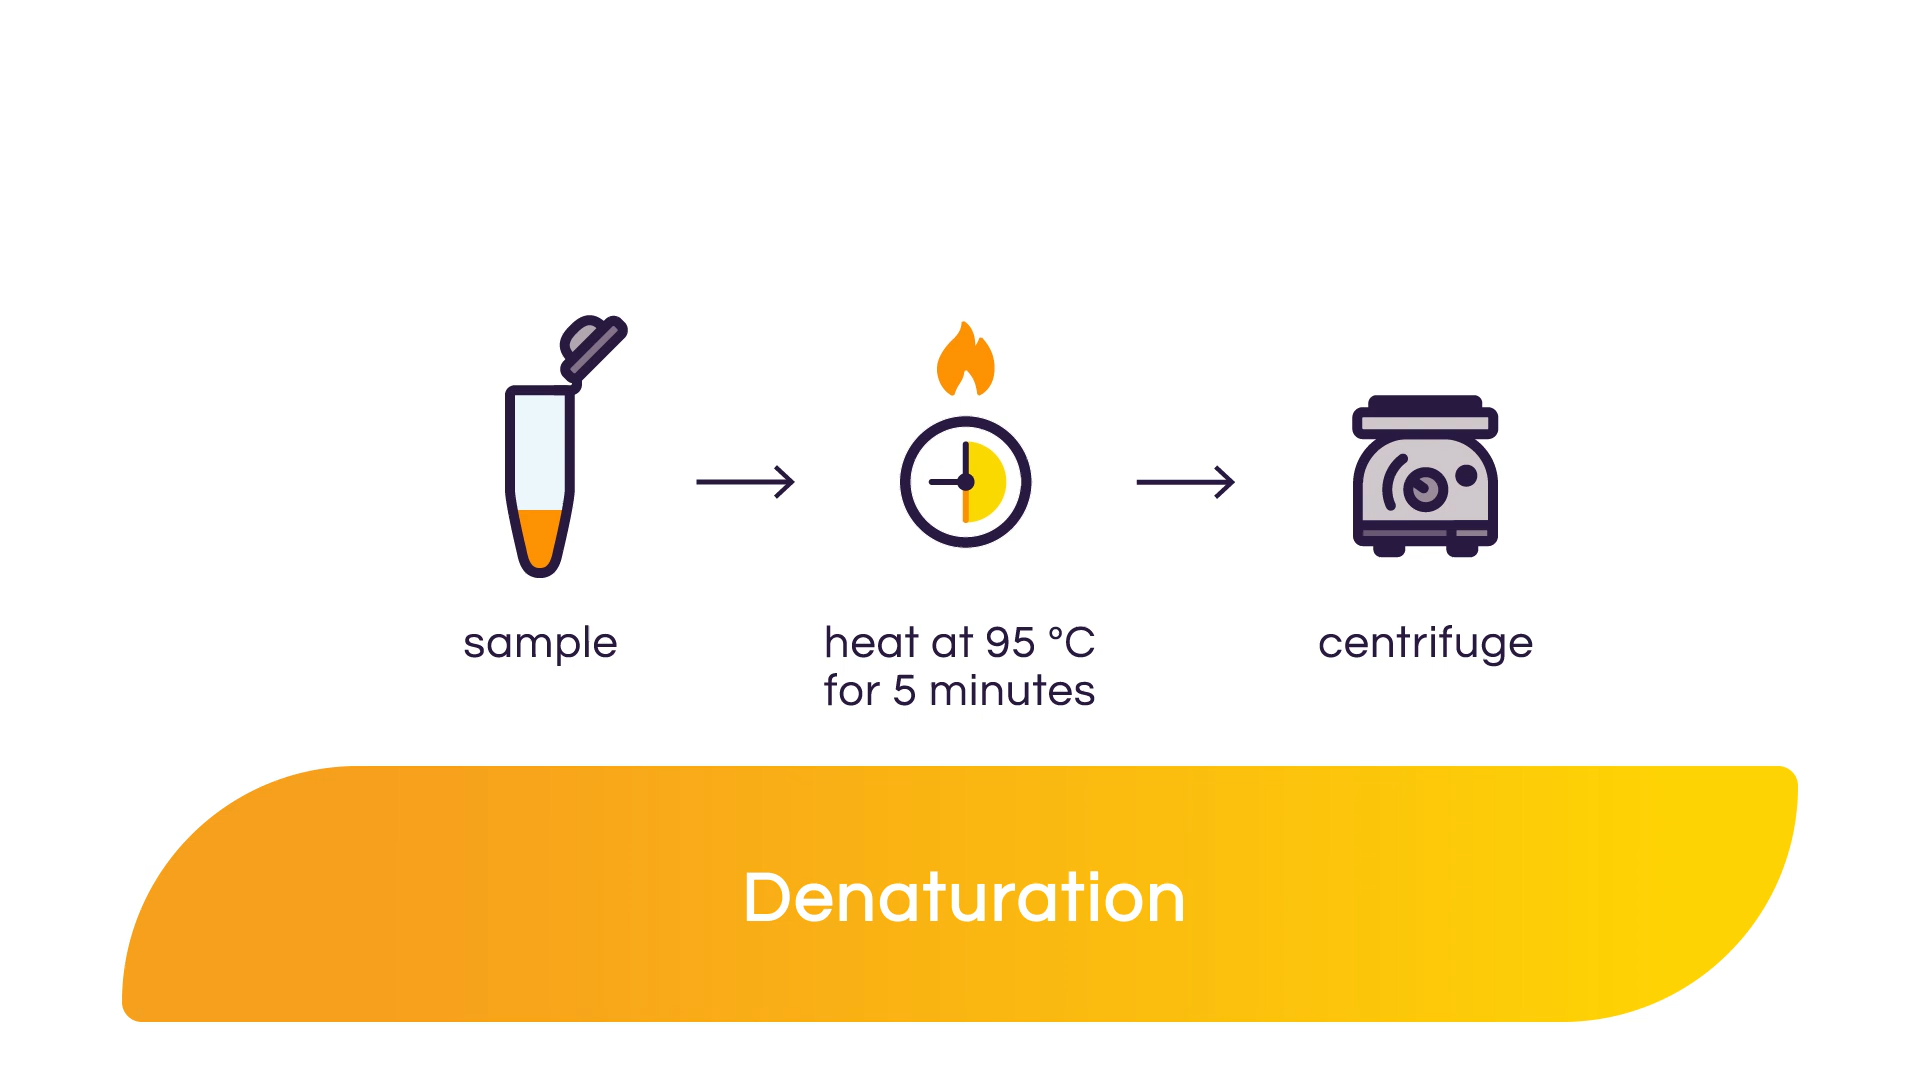 sample
heat at 95 °C
for 5 minutes
centrifuge
Denaturation